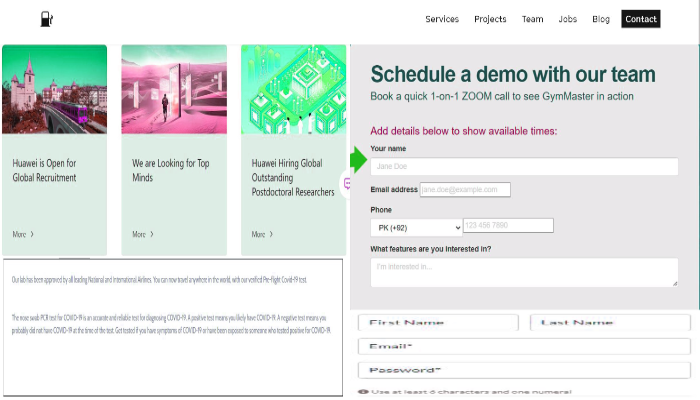 Services Projects Team Jobs Blog Contact
Huawei is Open for
Global Recruitment
More >
We are Looking for Top
Minds
More >
Huawei Hiring Global
Outstanding
Postdoctoral Researchers
More >
Our lab has been approved by all leading National and International Airlines. You can now travel anywhere in the world, with our verified Pre-flight Covid-19 test.
The nose swab PCR test for COVID-19 is an accurate and reliable test for diagnosing COVID-19. A positive test means you likely have COVID-19. A negative test means you
probably did not have COVID-19 at the time of the test. Get tested if you have symptoms of COVID-19 or have been exposed to someone who tested positive for COVID-19.
Schedule a demo with our team
Book a quick 1-on-1 ZOOM call to see GymMaster in action
Add details below to show available times:
Your name
Jane Doe
Email address jane.doe@example.com
Phone
PK (+92) 123 456 7890
What features are you interested in?
I'm interested in...
First Name Last Name
Email*
Password*
Use at least 6 characters and one numeral